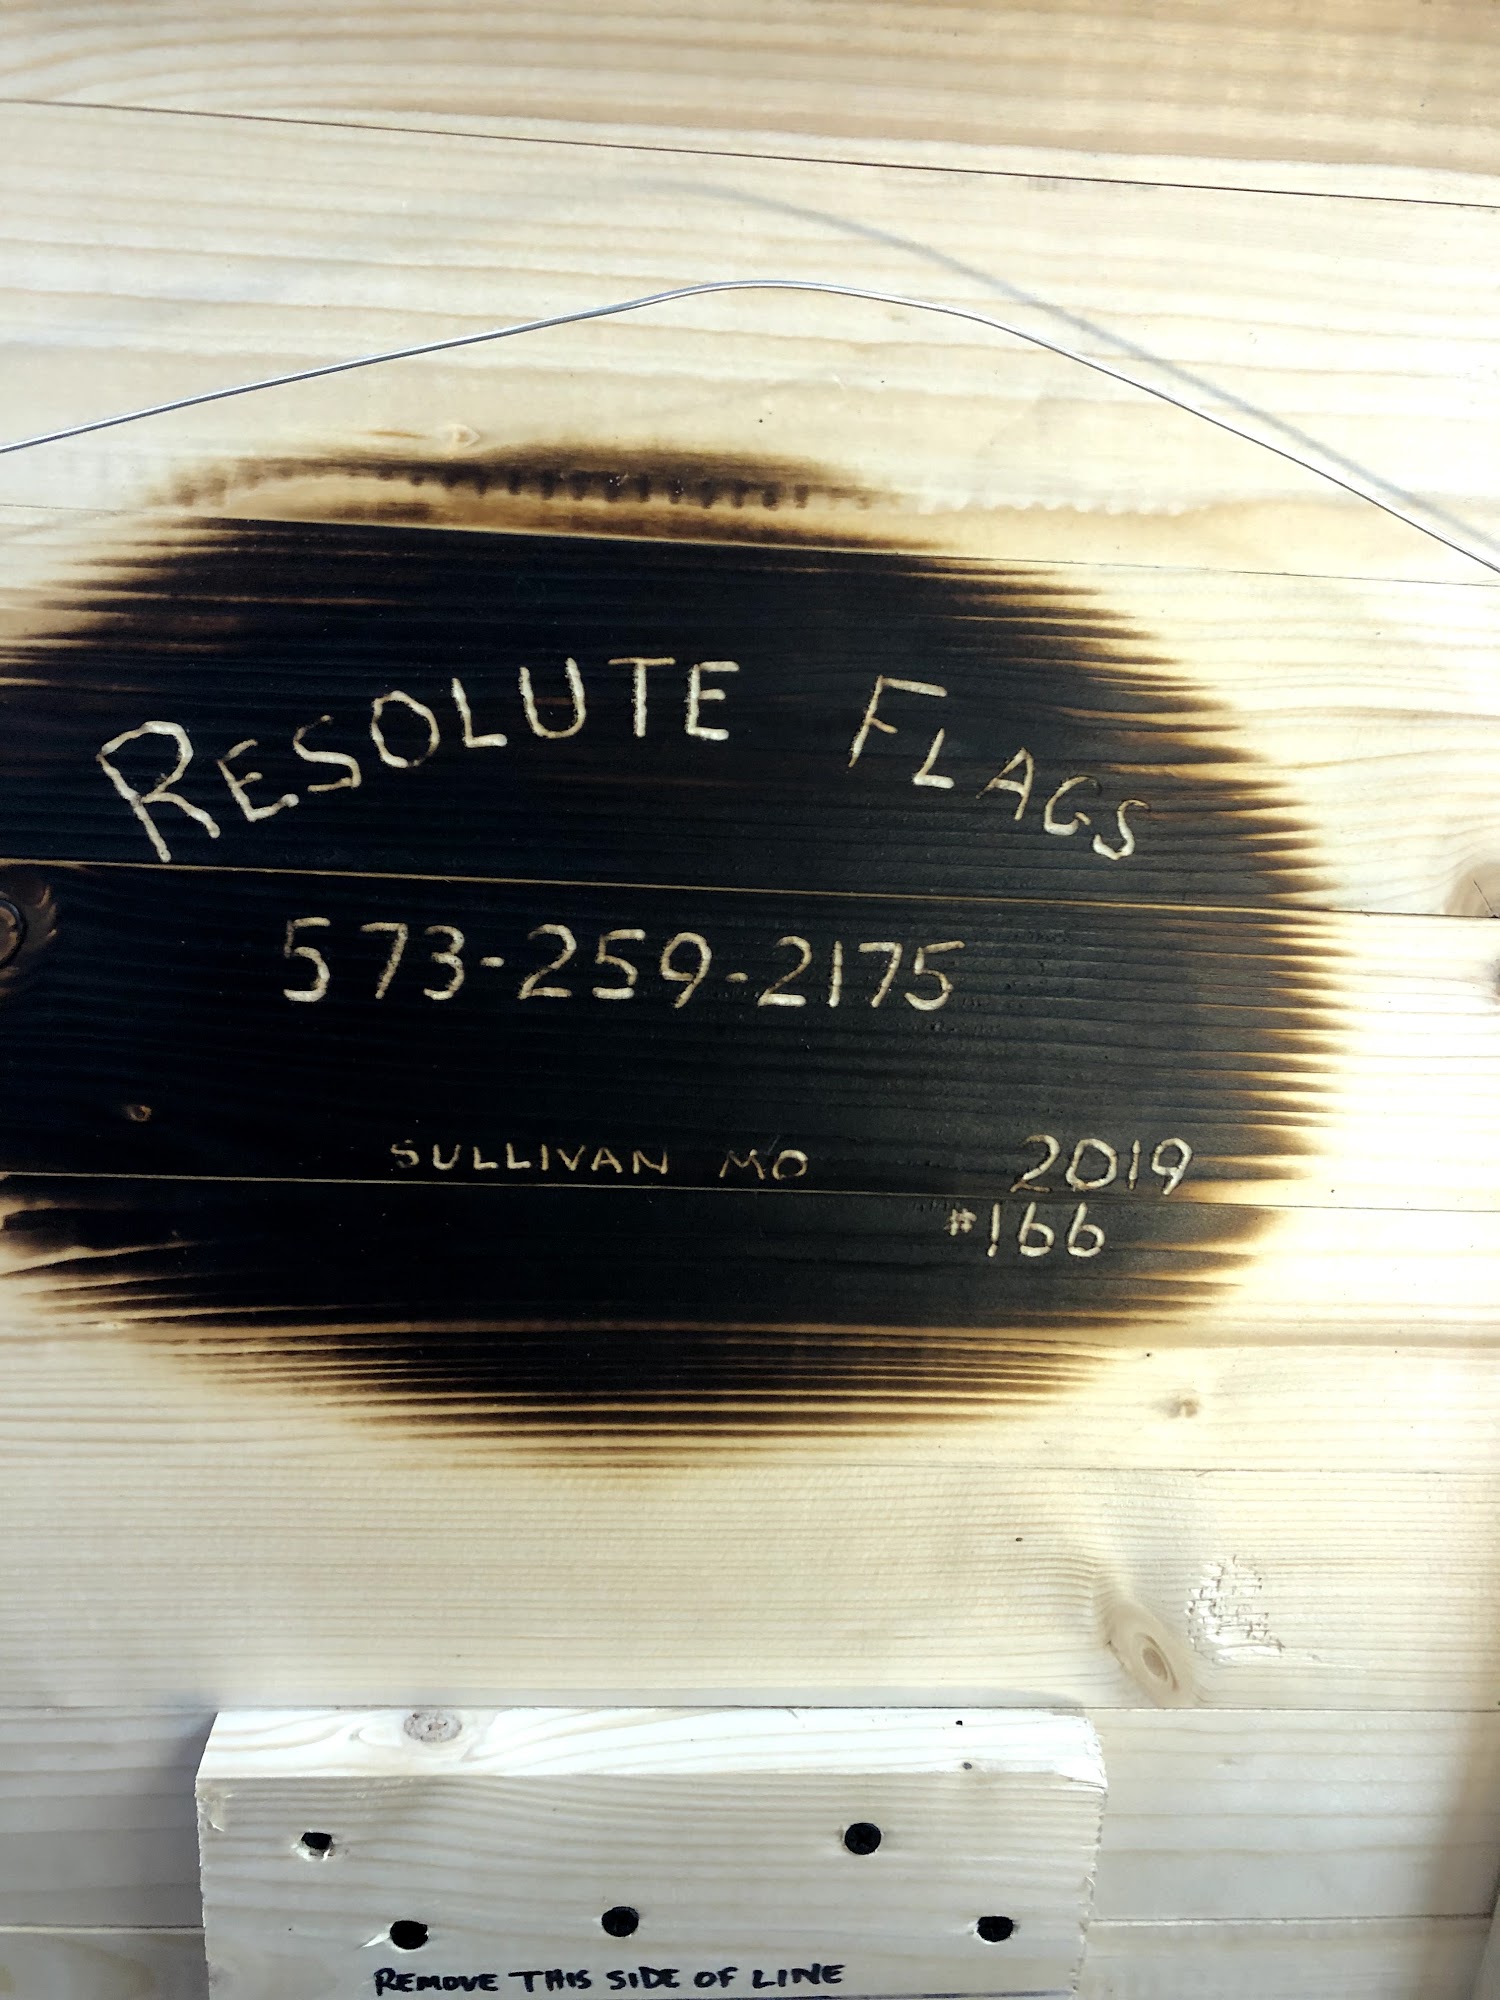 RESOLUTE FLAGS
573-259-2175
SULLIVAN MO 2019
#166
REMOVE THIS SIDE OF LINE